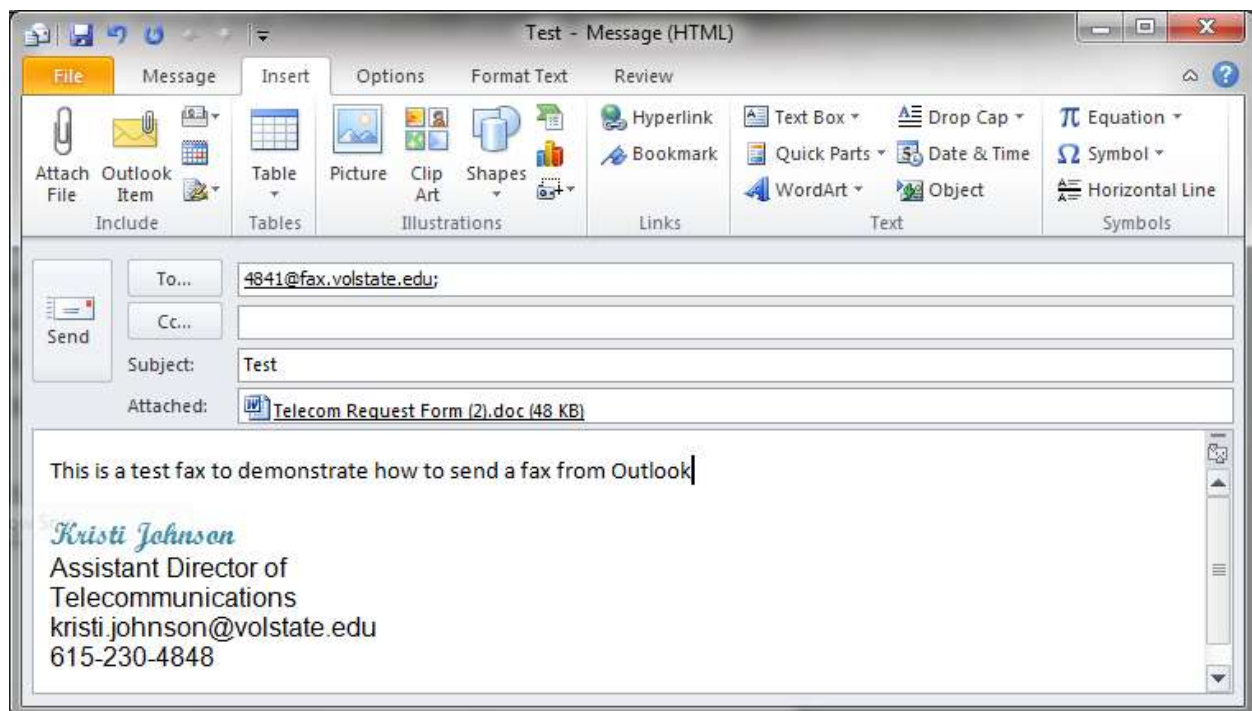 Test - Message (HTML)
File Message Insert Options Format Text Review
Hyperlink Text Box Drop Cap Equation
Bookmark Quick Parts Date & Time Symbol
Attach File Outlook Item Table Picture Clip Art Shapes WordArt Object Horizontal Line
Include Tables Illustrations Links Text Symbols
To... 4841@fax.volstate.edu;
Cc...
Send
Subject: Test
Attached: Telecom Request Form (2).doc (48 KB)
This is a test fax to demonstrate how to send a fax from Outlook
Kristi Johnson
Assistant Director of
Telecommunications
kristi.johnson@volstate.edu
615-230-4848